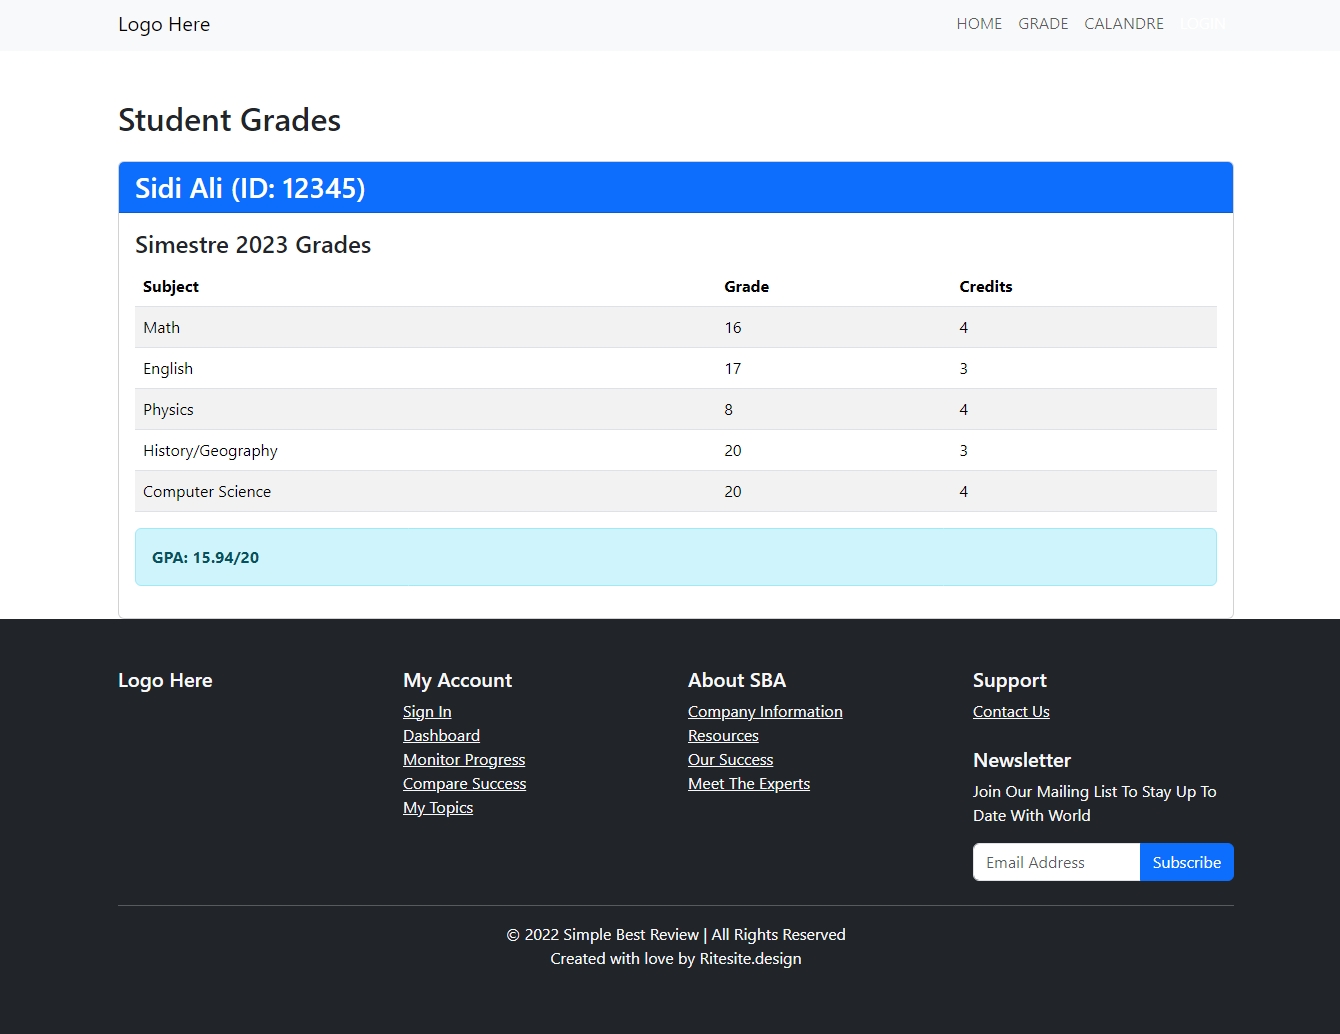 Logo Here
HOME GRADE CALANDRE LOGIN
Student Grades
Sidi Ali (ID: 12345)
Simestre 2023 Grades
Subject Grade Credits
Math 16 4
English 17 3
Physics 8 4
History/Geography 20 3
Computer Science 20 4
GPA: 15.94/20
Logo Here
My Account
Sign In
Dashboard
Monitor Progress
Compare Success
My Topics
About SBA
Company Information
Resources
Our Success
Meet The Experts
Support
Contact Us
Newsletter
Join Our Mailing List To Stay Up To
Date With World
Email Address Subscribe
© 2022 Simple Best Review | All Rights Reserved
Created with love by Ritesite.design